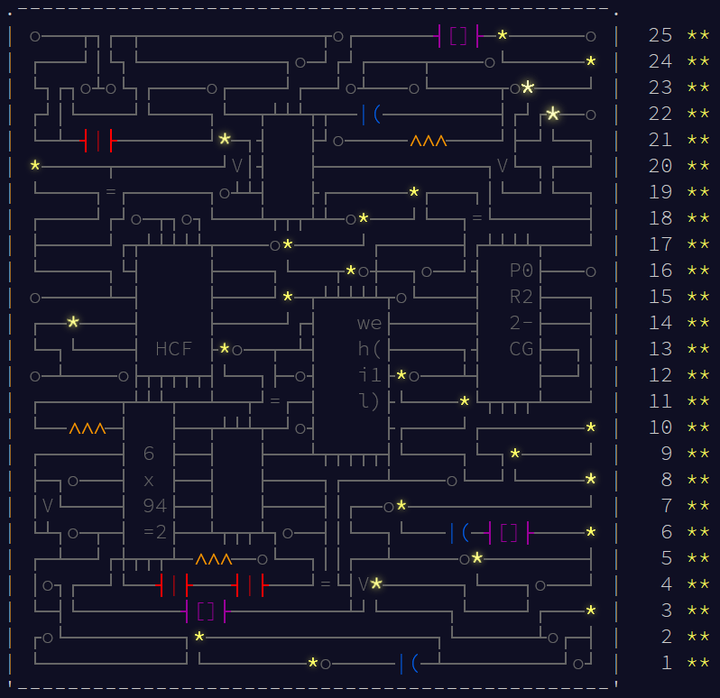 25 **
24 **
23 **
22 **
21 **
20 **
19 **
18 **
17 **
P0 16 **
R2 15 **
we 2- 14 **
HCF h( CG 13 **
il 12 **
l) 11 **
10 **
6 9 **
x 8 **
94 7 **
=2 6 **
5 **
4 **
3 **
2 **
1 **